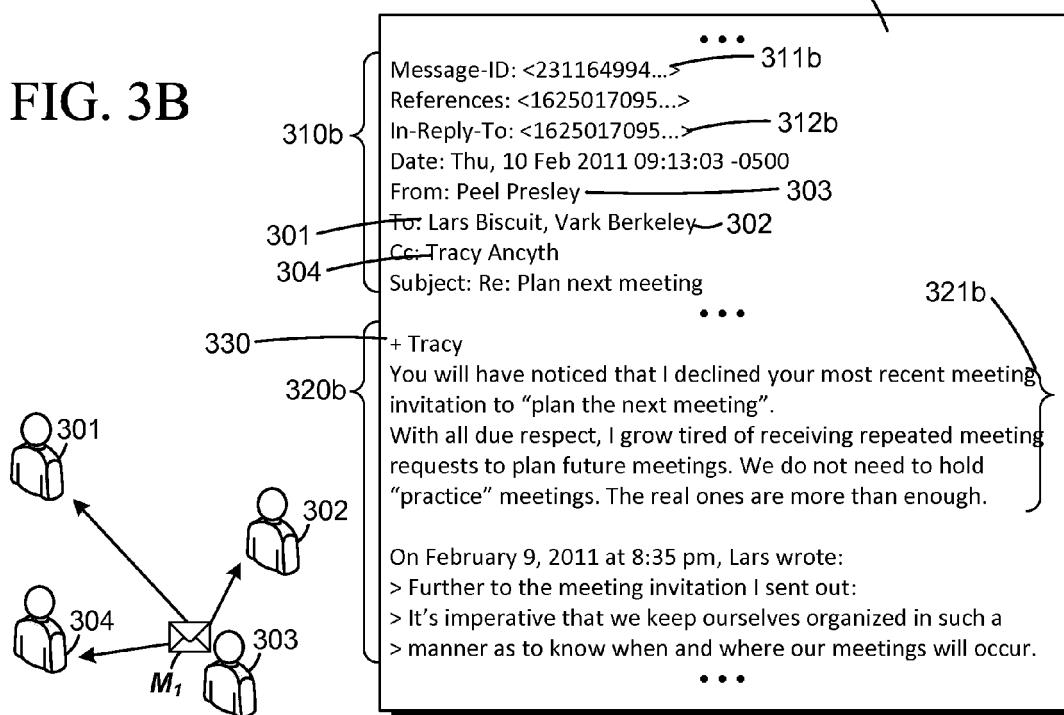 FIG. 3B
• • •
Message-ID: <231164994...> 311b
References: <1625017095...>
310b In-Reply-To: <1625017095...> 312b
Date: Thu, 10 Feb 2011 09:13:03 -0500
From: Peel Presley 303
301 To: Lars Biscuit, Vark Berkeley 302
304 Cc: Tracy Ancyth
Subject: Re: Plan next meeting
• • •
321b
330 + Tracy
320b You will have noticed that I declined your most recent meeting
invitation to “plan the next meeting”.
With all due respect, I grow tired of receiving repeated meeting
requests to plan future meetings. We do not need to hold
“practice” meetings. The real ones are more than enough.
On February 9, 2011 at 8:35 pm, Lars wrote:
> Further to the meeting invitation I sent out:
> It’s imperative that we keep ourselves organized in such a
> manner as to know when and where our meetings will occur.
• • •
301
302
304
303
M1